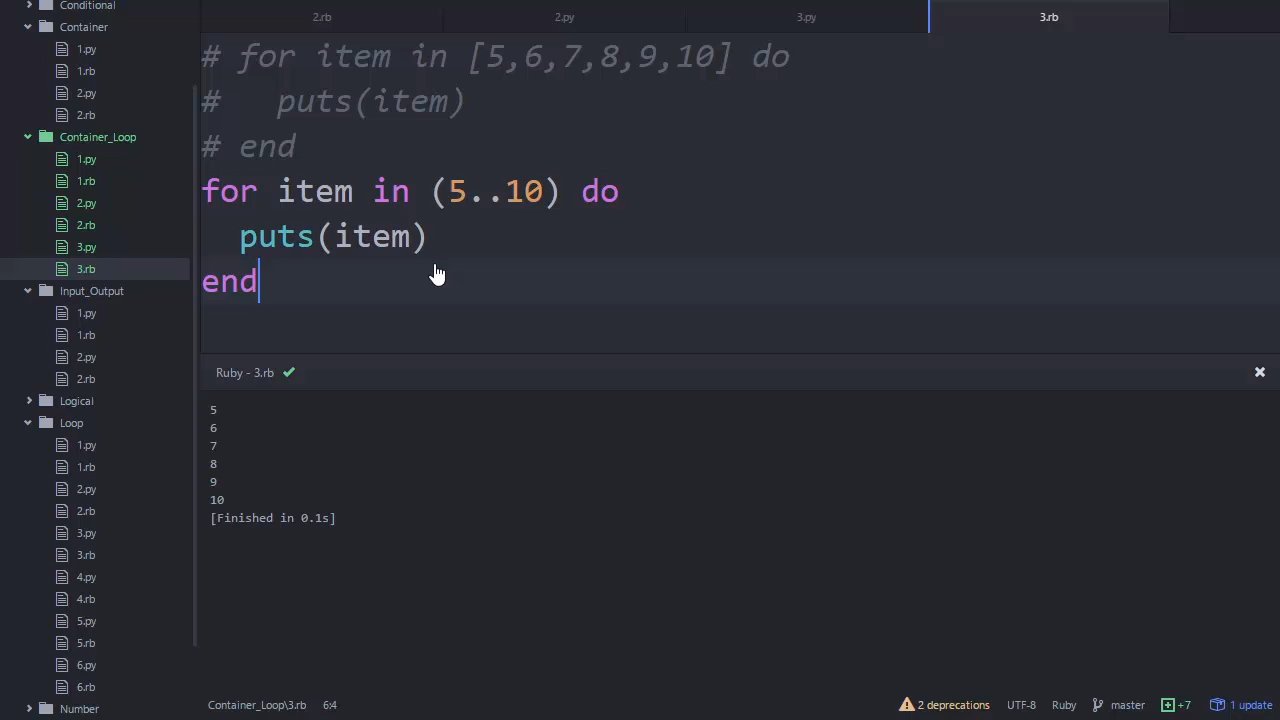 Conditional
Container
1.py
1.rb
2.py
2.rb
Container_Loop
1.py
1.rb
2.py
2.rb
3.py
3.rb
Input_Output
1.py
1.rb
2.py
2.rb
Logical
Loop
1.py
1.rb
2.py
2.rb
3.py
3.rb
4.py
4.rb
5.py
5.rb
6.py
6.rb
Number
2.rb 2.py 3.py 3.rb
# for item in [5,6,7,8,9,10] do
#   puts(item)
# end
for item in (5..10) do
  puts(item)
end
Ruby - 3.rb
5
6
7
8
9
10
[Finished in 0.1s]
Container_Loop\3.rb 6:4 2 deprecations UTF-8 Ruby master +7 1 update